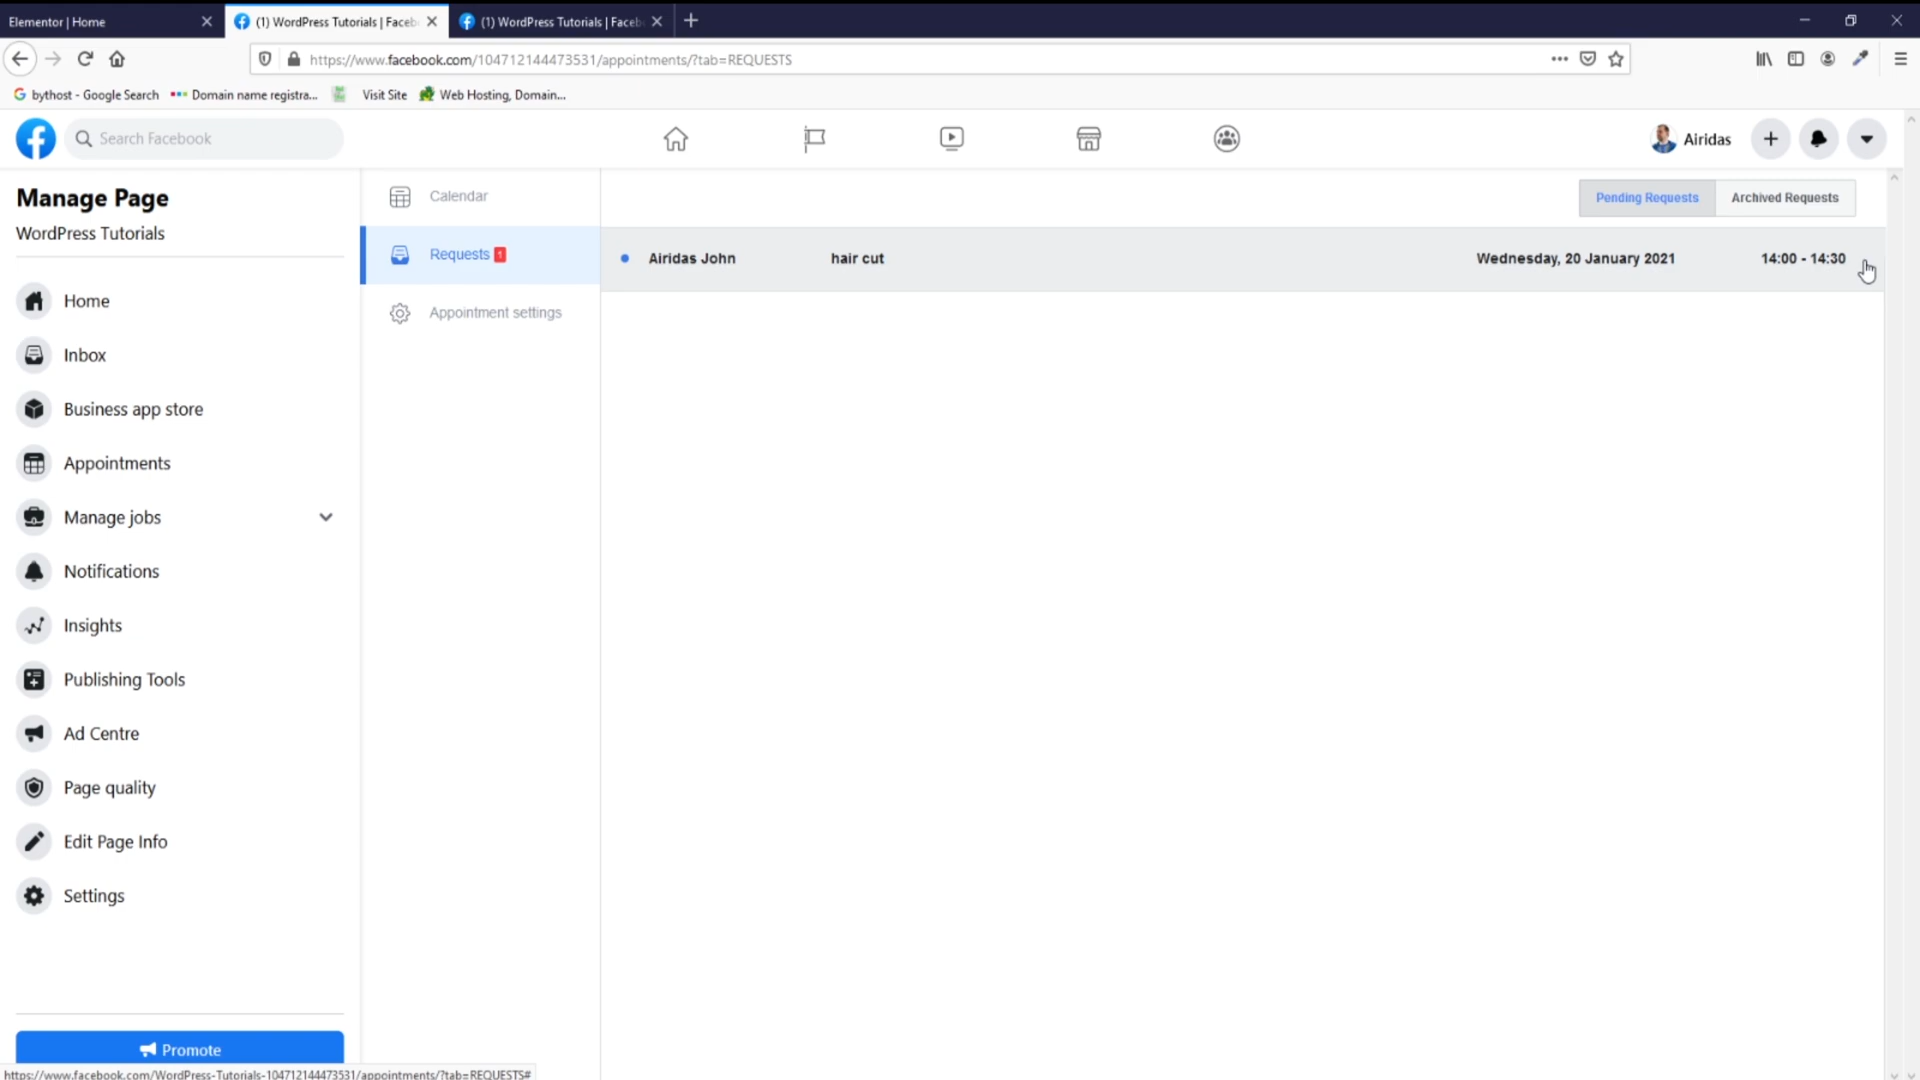 Elementor | Home
(1) WordPress Tutorials | Faceb
(1) WordPress Tutorials | Faceb
https://www.facebook.com/104712144473531/appointments/?tab=REQUESTS
bythost - Google Search
Domain name registra...
Visit Site
Web Hosting, Domain...
Search Facebook
Airidas
Manage Page
WordPress Tutorials
Home
Inbox
Business app store
Appointments
Manage jobs
Notifications
Insights
Publishing Tools
Ad Centre
Page quality
Edit Page Info
Settings
Promote
Calendar
Requests 1
Appointment settings
Pending Requests
Archived Requests
Airidas John hair cut Wednesday, 20 January 2021 14:00 - 14:30
https://www.facebook.com/WordPress-Tutorials-104712144473531/appointments/?tab=REQUESTS#